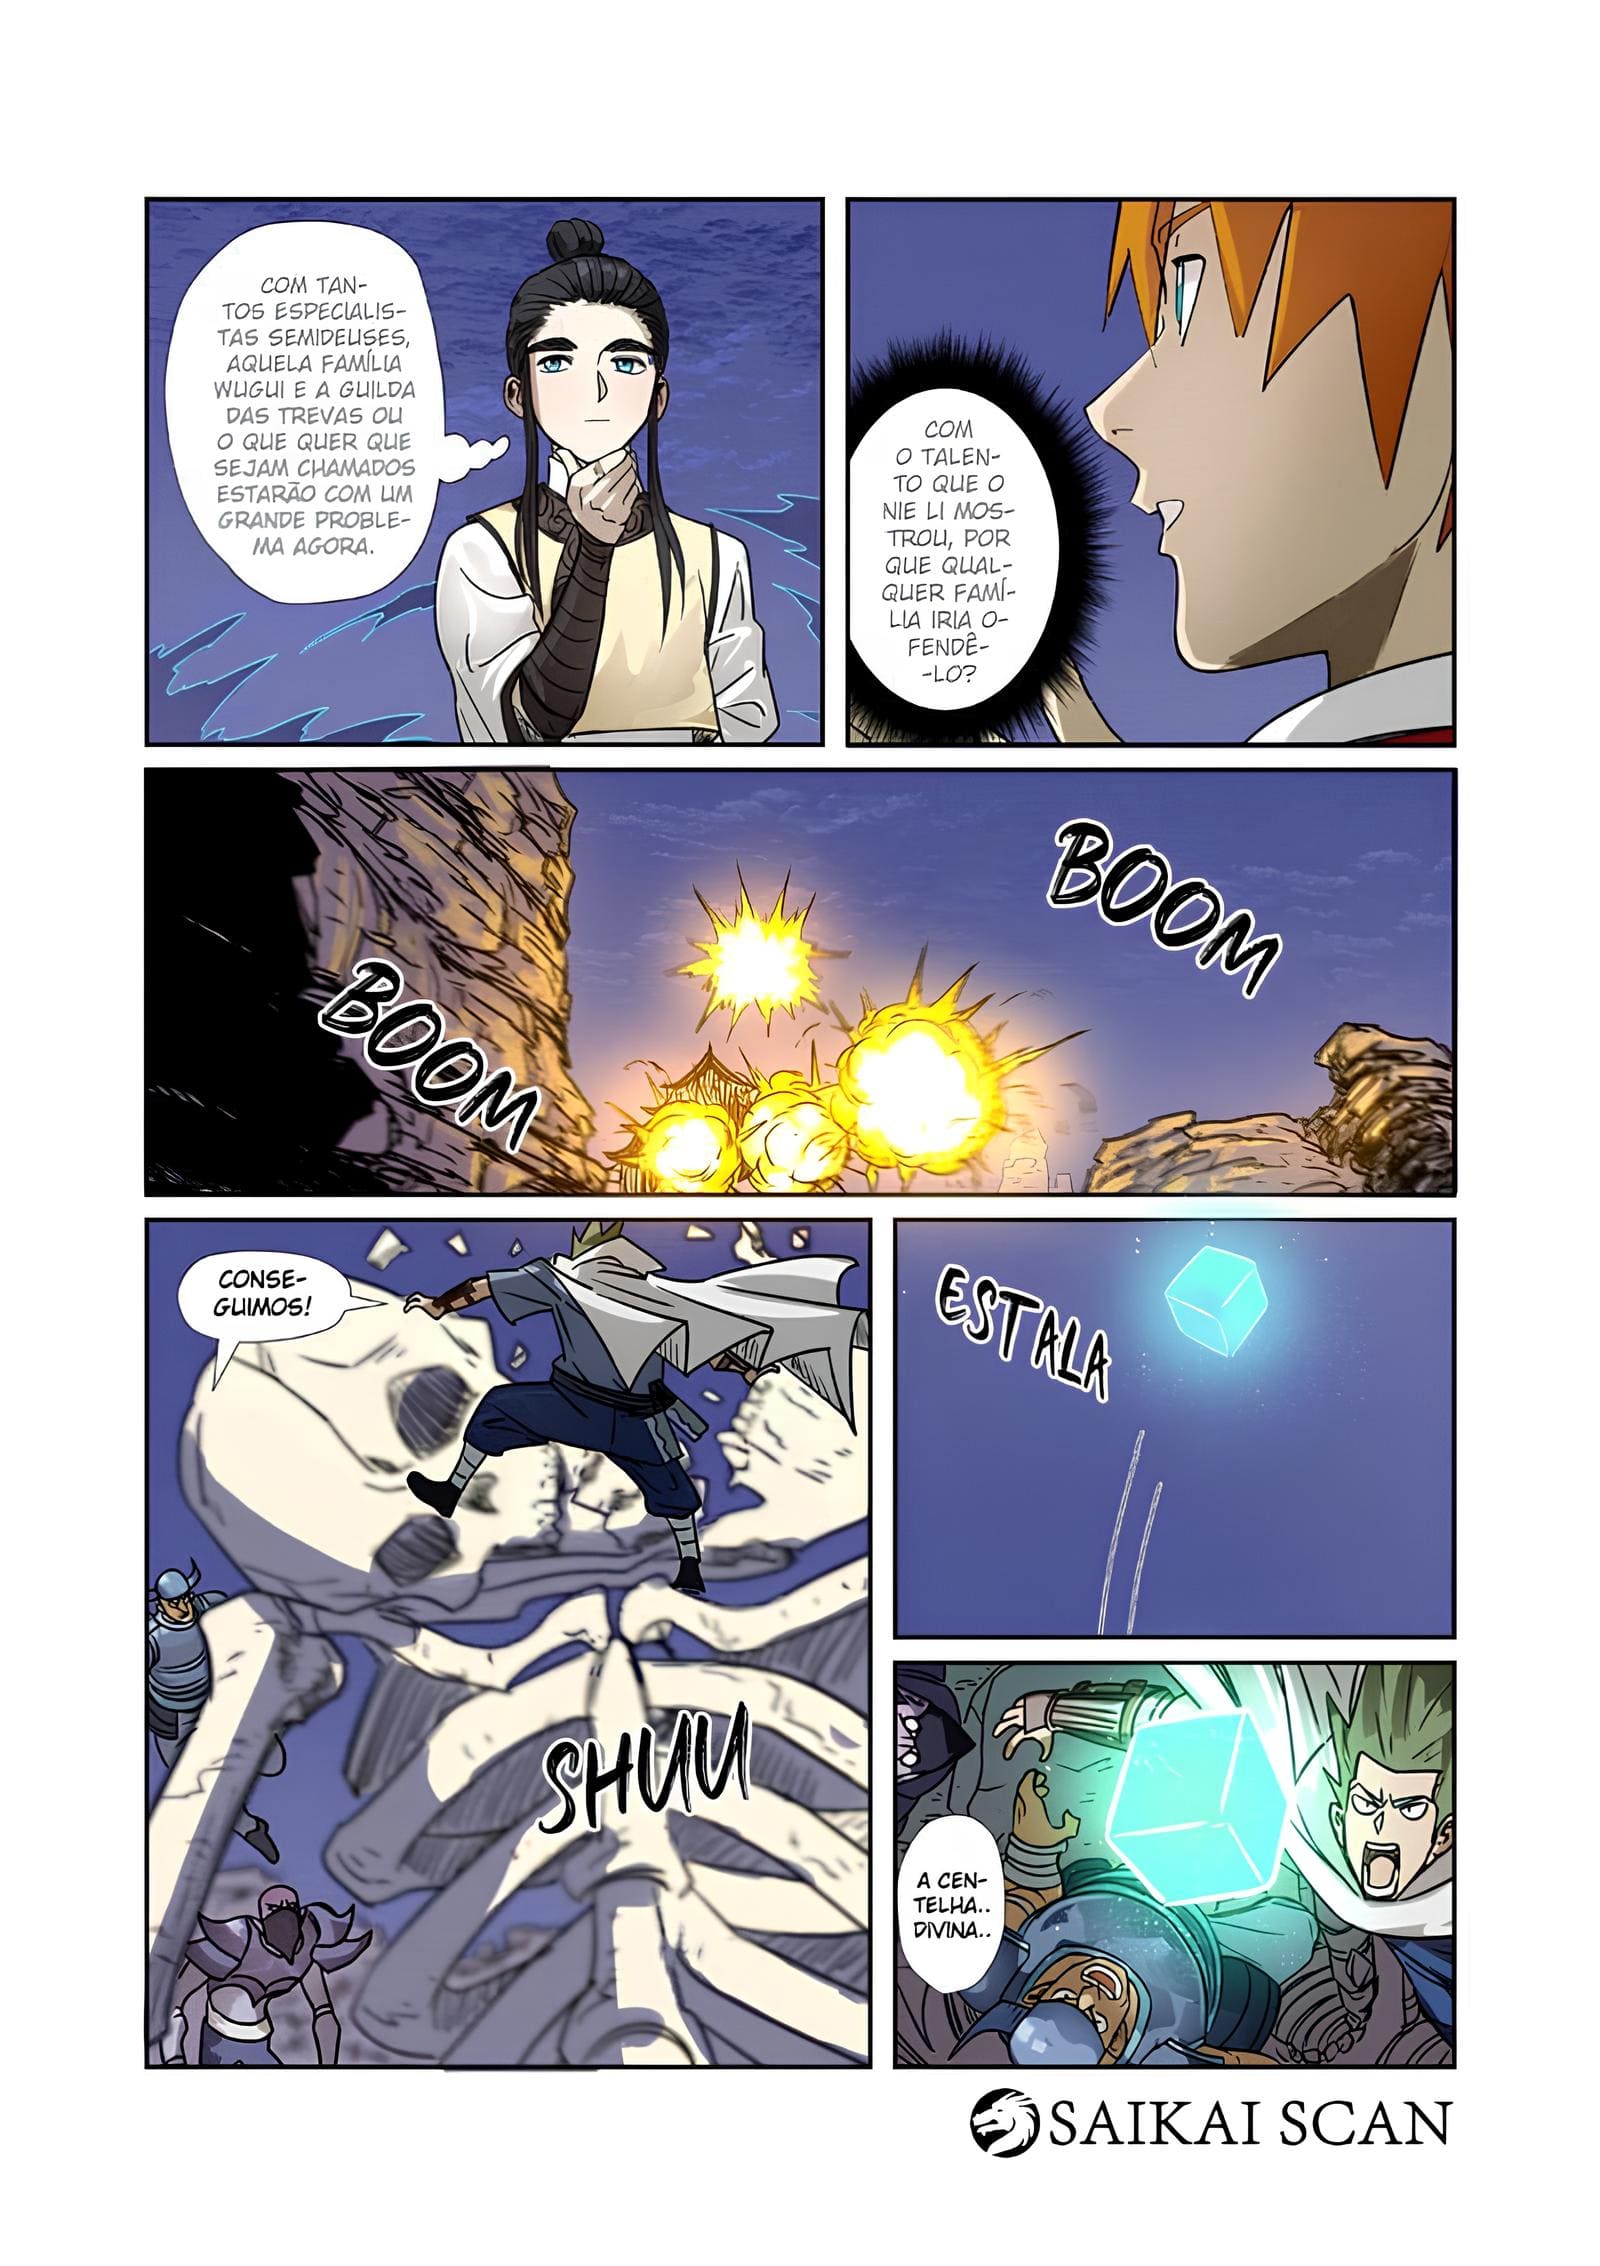 COM TAN-
TOS ESPECIALIS-
TAS SEMIDEUSES,
AQUELA FAMÍLIA
WUGUI E A GUILDA
DAS TREVAS OU
O QUE QUER QUE
SEJAM CHAMADOS
ESTARÃO COM UM
GRANDE PROBLE-
MA AGORA.
COM
O TALEN-
TO QUE O
NIE LI MOS-
TROU, POR
QUE QUAL-
QUER FAMÍ-
LIA IRIA O-
FENDÊ-
-LO?
BOOM
BOOM
CONSE-
GUIMOS!
ESTALA
SHUU
A CEN-
TELHA..
DIVINA..
SAIKAI SCAN